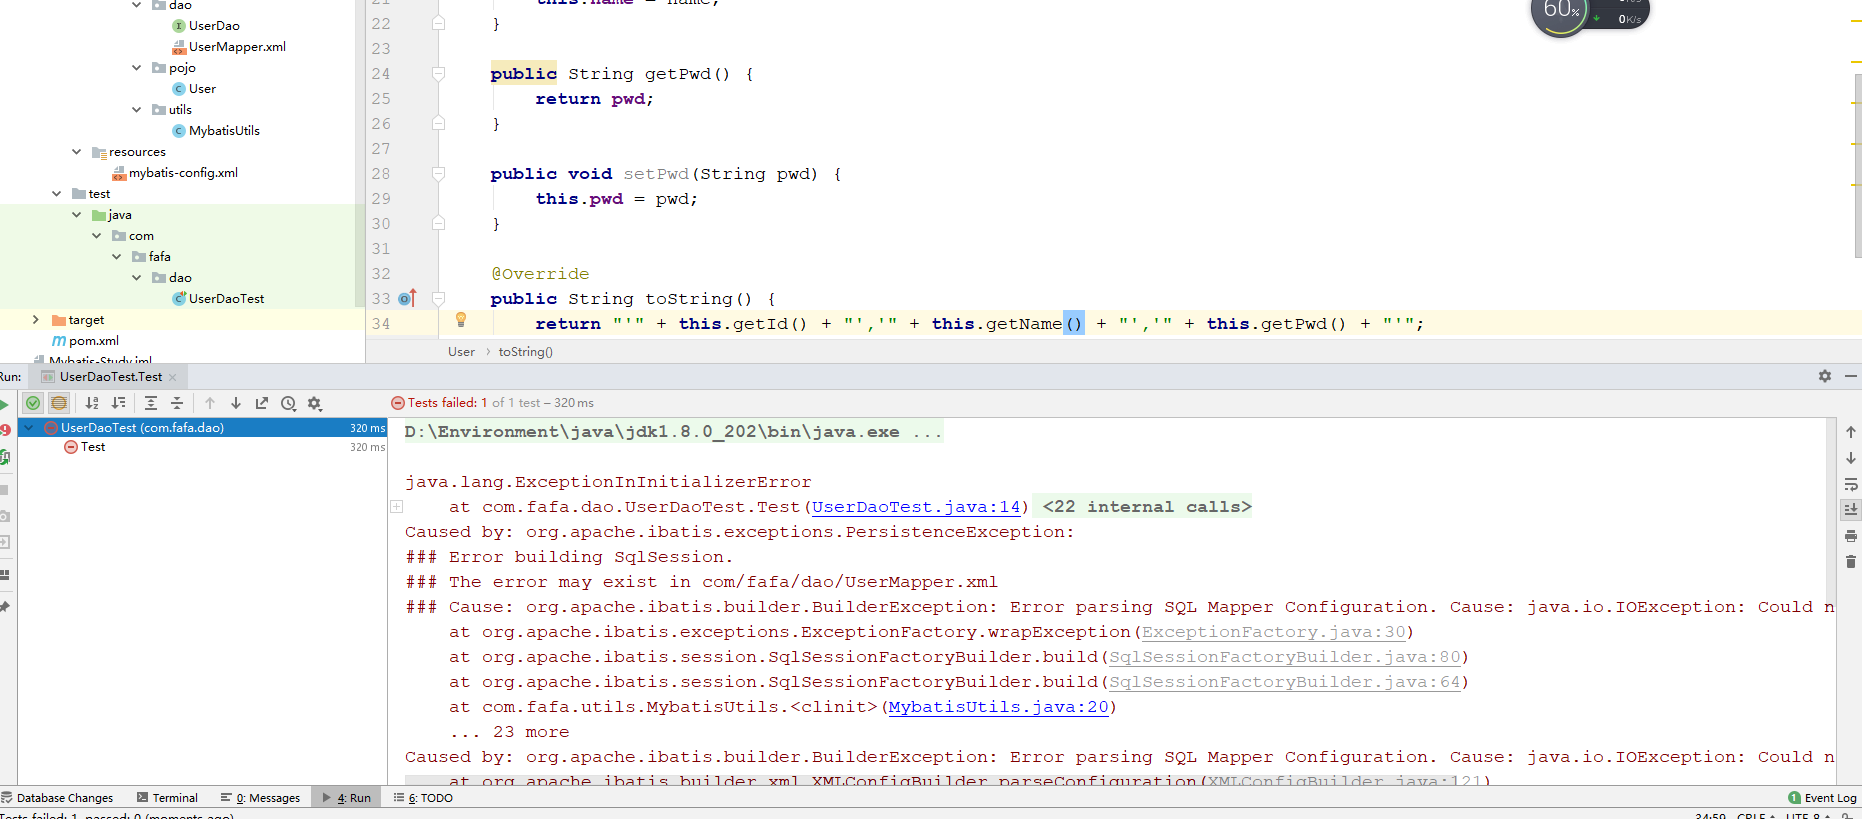 dao
UserDao
UserMapper.xml
pojo
User
utils
MybatisUtils
resources
mybatis-config.xml
test
java
com
fafa
dao
UserDaoTest
target
pom.xml
Mybatis-Study.iml
21 this.name = name;
22 }
23
24 public String getPwd() {
25 return pwd;
26 }
27
28 public void setPwd(String pwd) {
29 this.pwd = pwd;
30 }
31
32 @Override
33 public String toString() {
34 return "'" + this.getId() + "','" + this.getName() + "','" + this.getPwd() + "'";
60%
0K/s
User › toString()
Run: UserDaoTest.Test ×
Tests failed: 1 of 1 test – 320 ms
UserDaoTest (com.fafa.dao) 320 ms
Test 320 ms
D:\Environment\java\jdk1.8.0_202\bin\java.exe ...
java.lang.ExceptionInInitializerError
at com.fafa.dao.UserDaoTest.Test(UserDaoTest.java:14) <22 internal calls>
Caused by: org.apache.ibatis.exceptions.PersistenceException:
### Error building SqlSession.
### The error may exist in com/fafa/dao/UserMapper.xml
### Cause: org.apache.ibatis.builder.BuilderException: Error parsing SQL Mapper Configuration. Cause: java.io.IOException: Could n
at org.apache.ibatis.exceptions.ExceptionFactory.wrapException(ExceptionFactory.java:30)
at org.apache.ibatis.session.SqlSessionFactoryBuilder.build(SqlSessionFactoryBuilder.java:80)
at org.apache.ibatis.session.SqlSessionFactoryBuilder.build(SqlSessionFactoryBuilder.java:64)
at com.fafa.utils.MybatisUtils.<clinit>(MybatisUtils.java:20)
... 23 more
Caused by: org.apache.ibatis.builder.BuilderException: Error parsing SQL Mapper Configuration. Cause: java.io.IOException: Could n
at org.apache.ibatis.builder.xml.XMLConfigBuilder.parseConfiguration(XMLConfigBuilder.java:121)
Database Changes Terminal 0: Messages 4: Run 6: TODO 1 Event Log
Tests failed: 1, passed: 0 (moments ago) 34:59 CRLF UTF-8